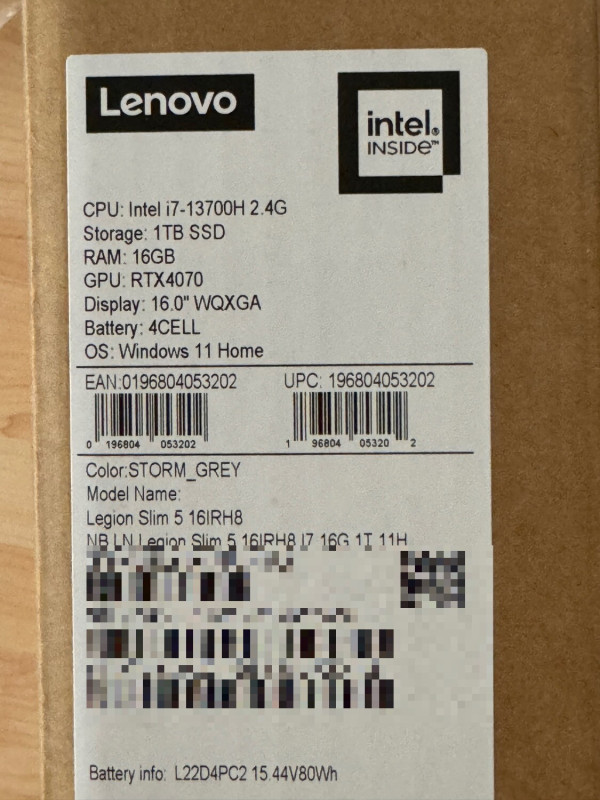 Lenovo
intel®
INSIDE™
CPU: Intel i7-13700H 2.4G
Storage: 1TB SSD
RAM: 16GB
GPU: RTX4070
Display: 16.0" WQXGA
Battery: 4CELL
OS: Windows 11 Home
EAN:0196804053202 UPC: 196804053202
0 196804 053202 1 96804 05320 2
Color:STORM_GREY
Model Name:
Legion Slim 5 16IRH8
NB LN Legion Slim 5 16IRH8 I7 16G 1T 11H
Battery info: L22D4PC2 15.44V80Wh